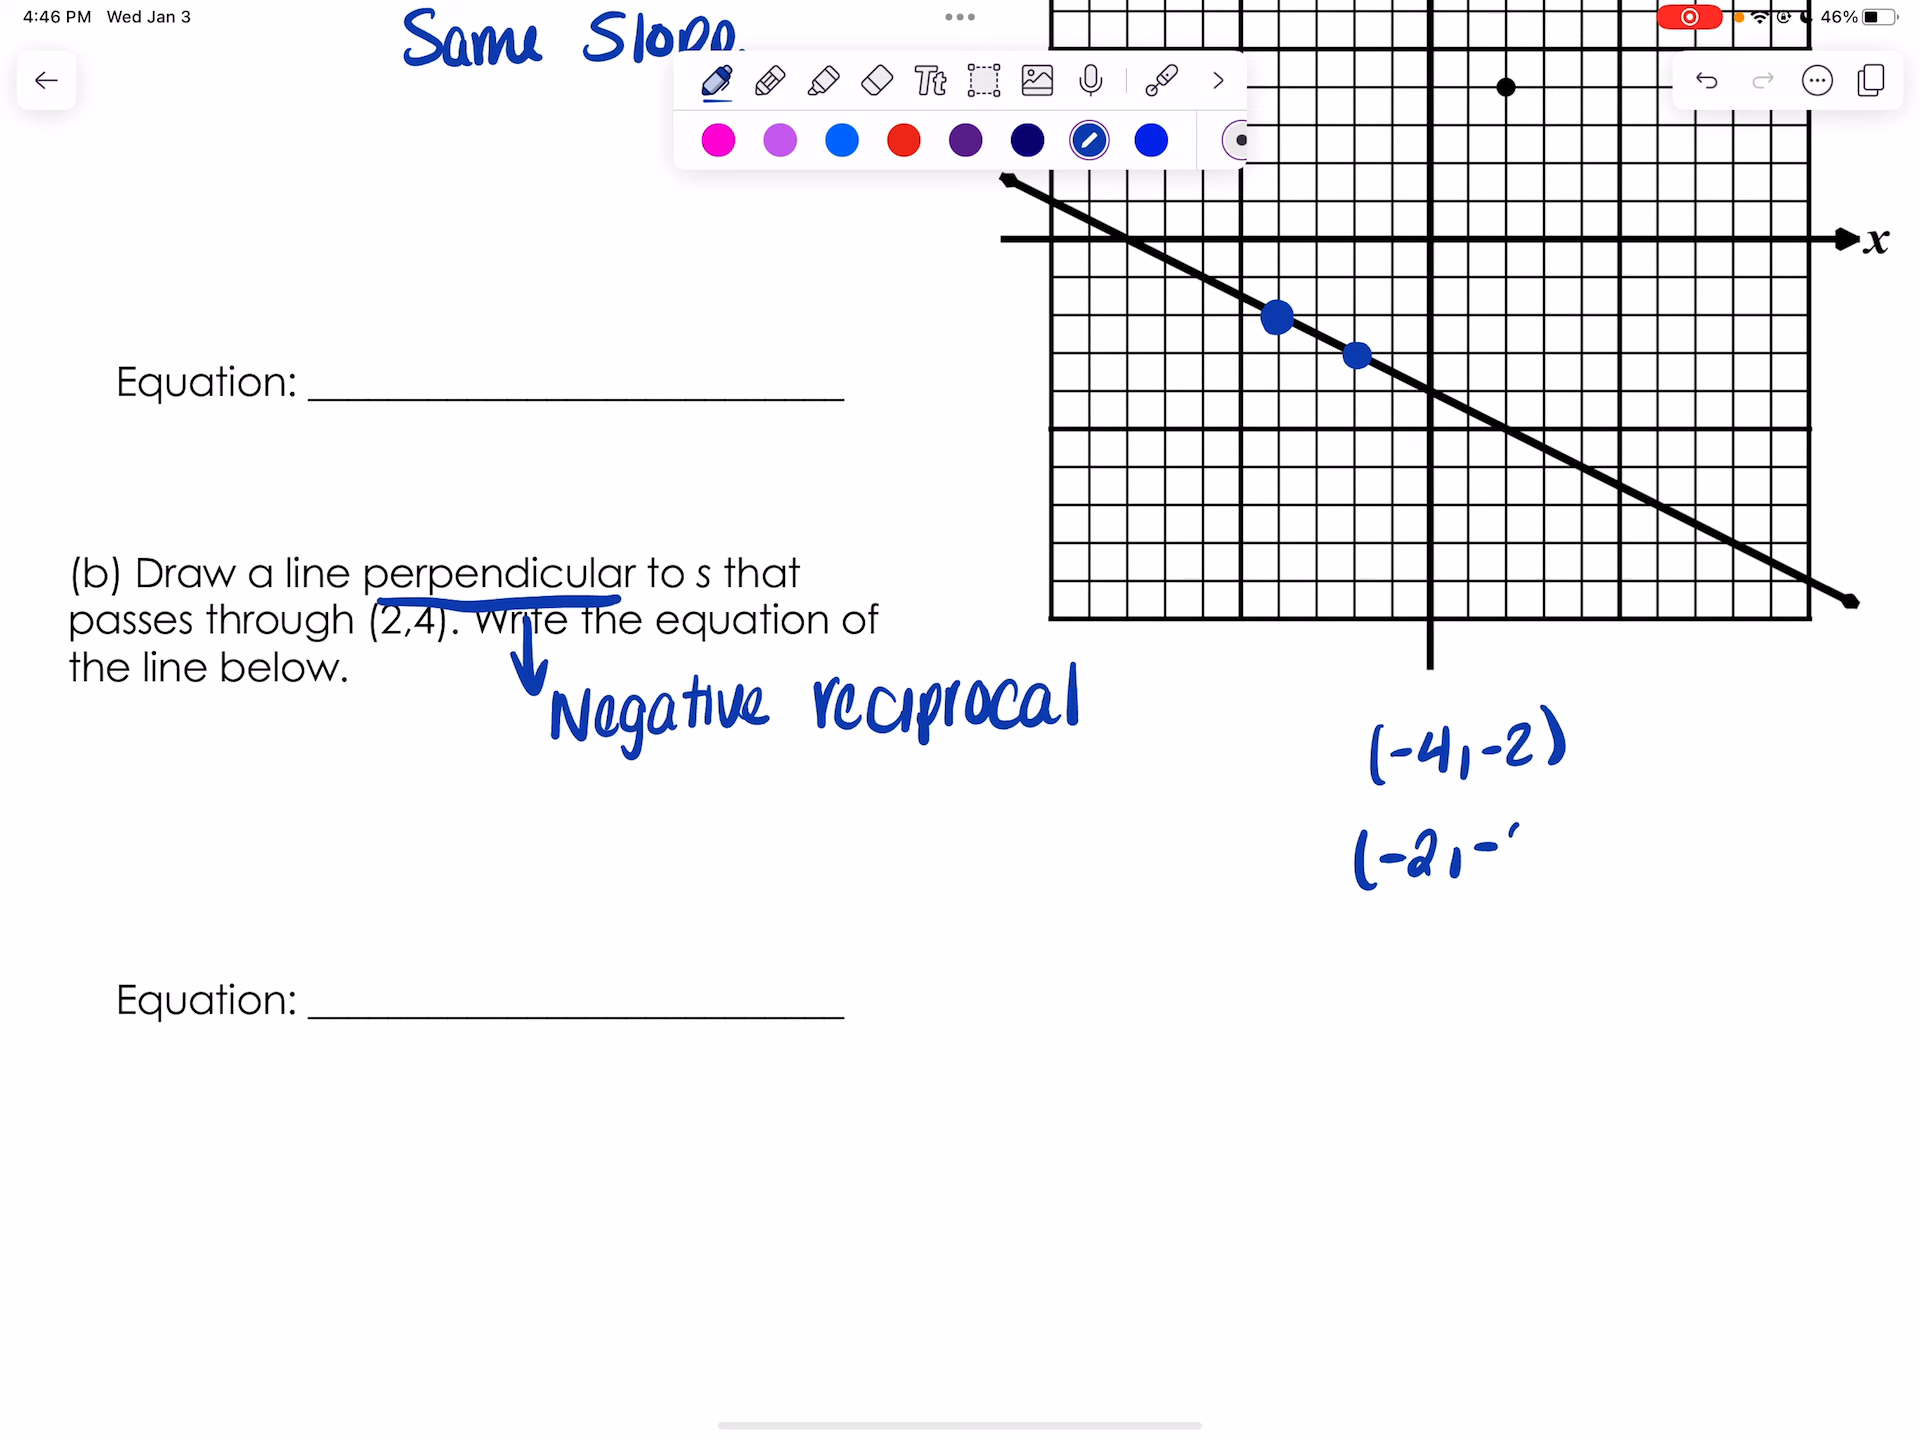 4:46 PM Wed Jan 3
46%
Same Slope
Tt
x
Equation:
(b) Draw a line perpendicular to s that
passes through (2,4). Write the equation of
the line below.
Negative reciprocal
(-4,-2)
(-2,-
Equation: